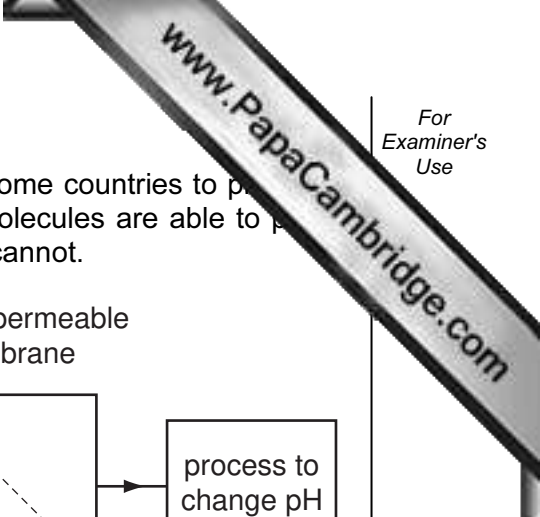 www.PapaCambridge.com
For
Examiner's
Use
ome countries to p
olecules are able to p
cannot.
permeable
brane
process to
change pH